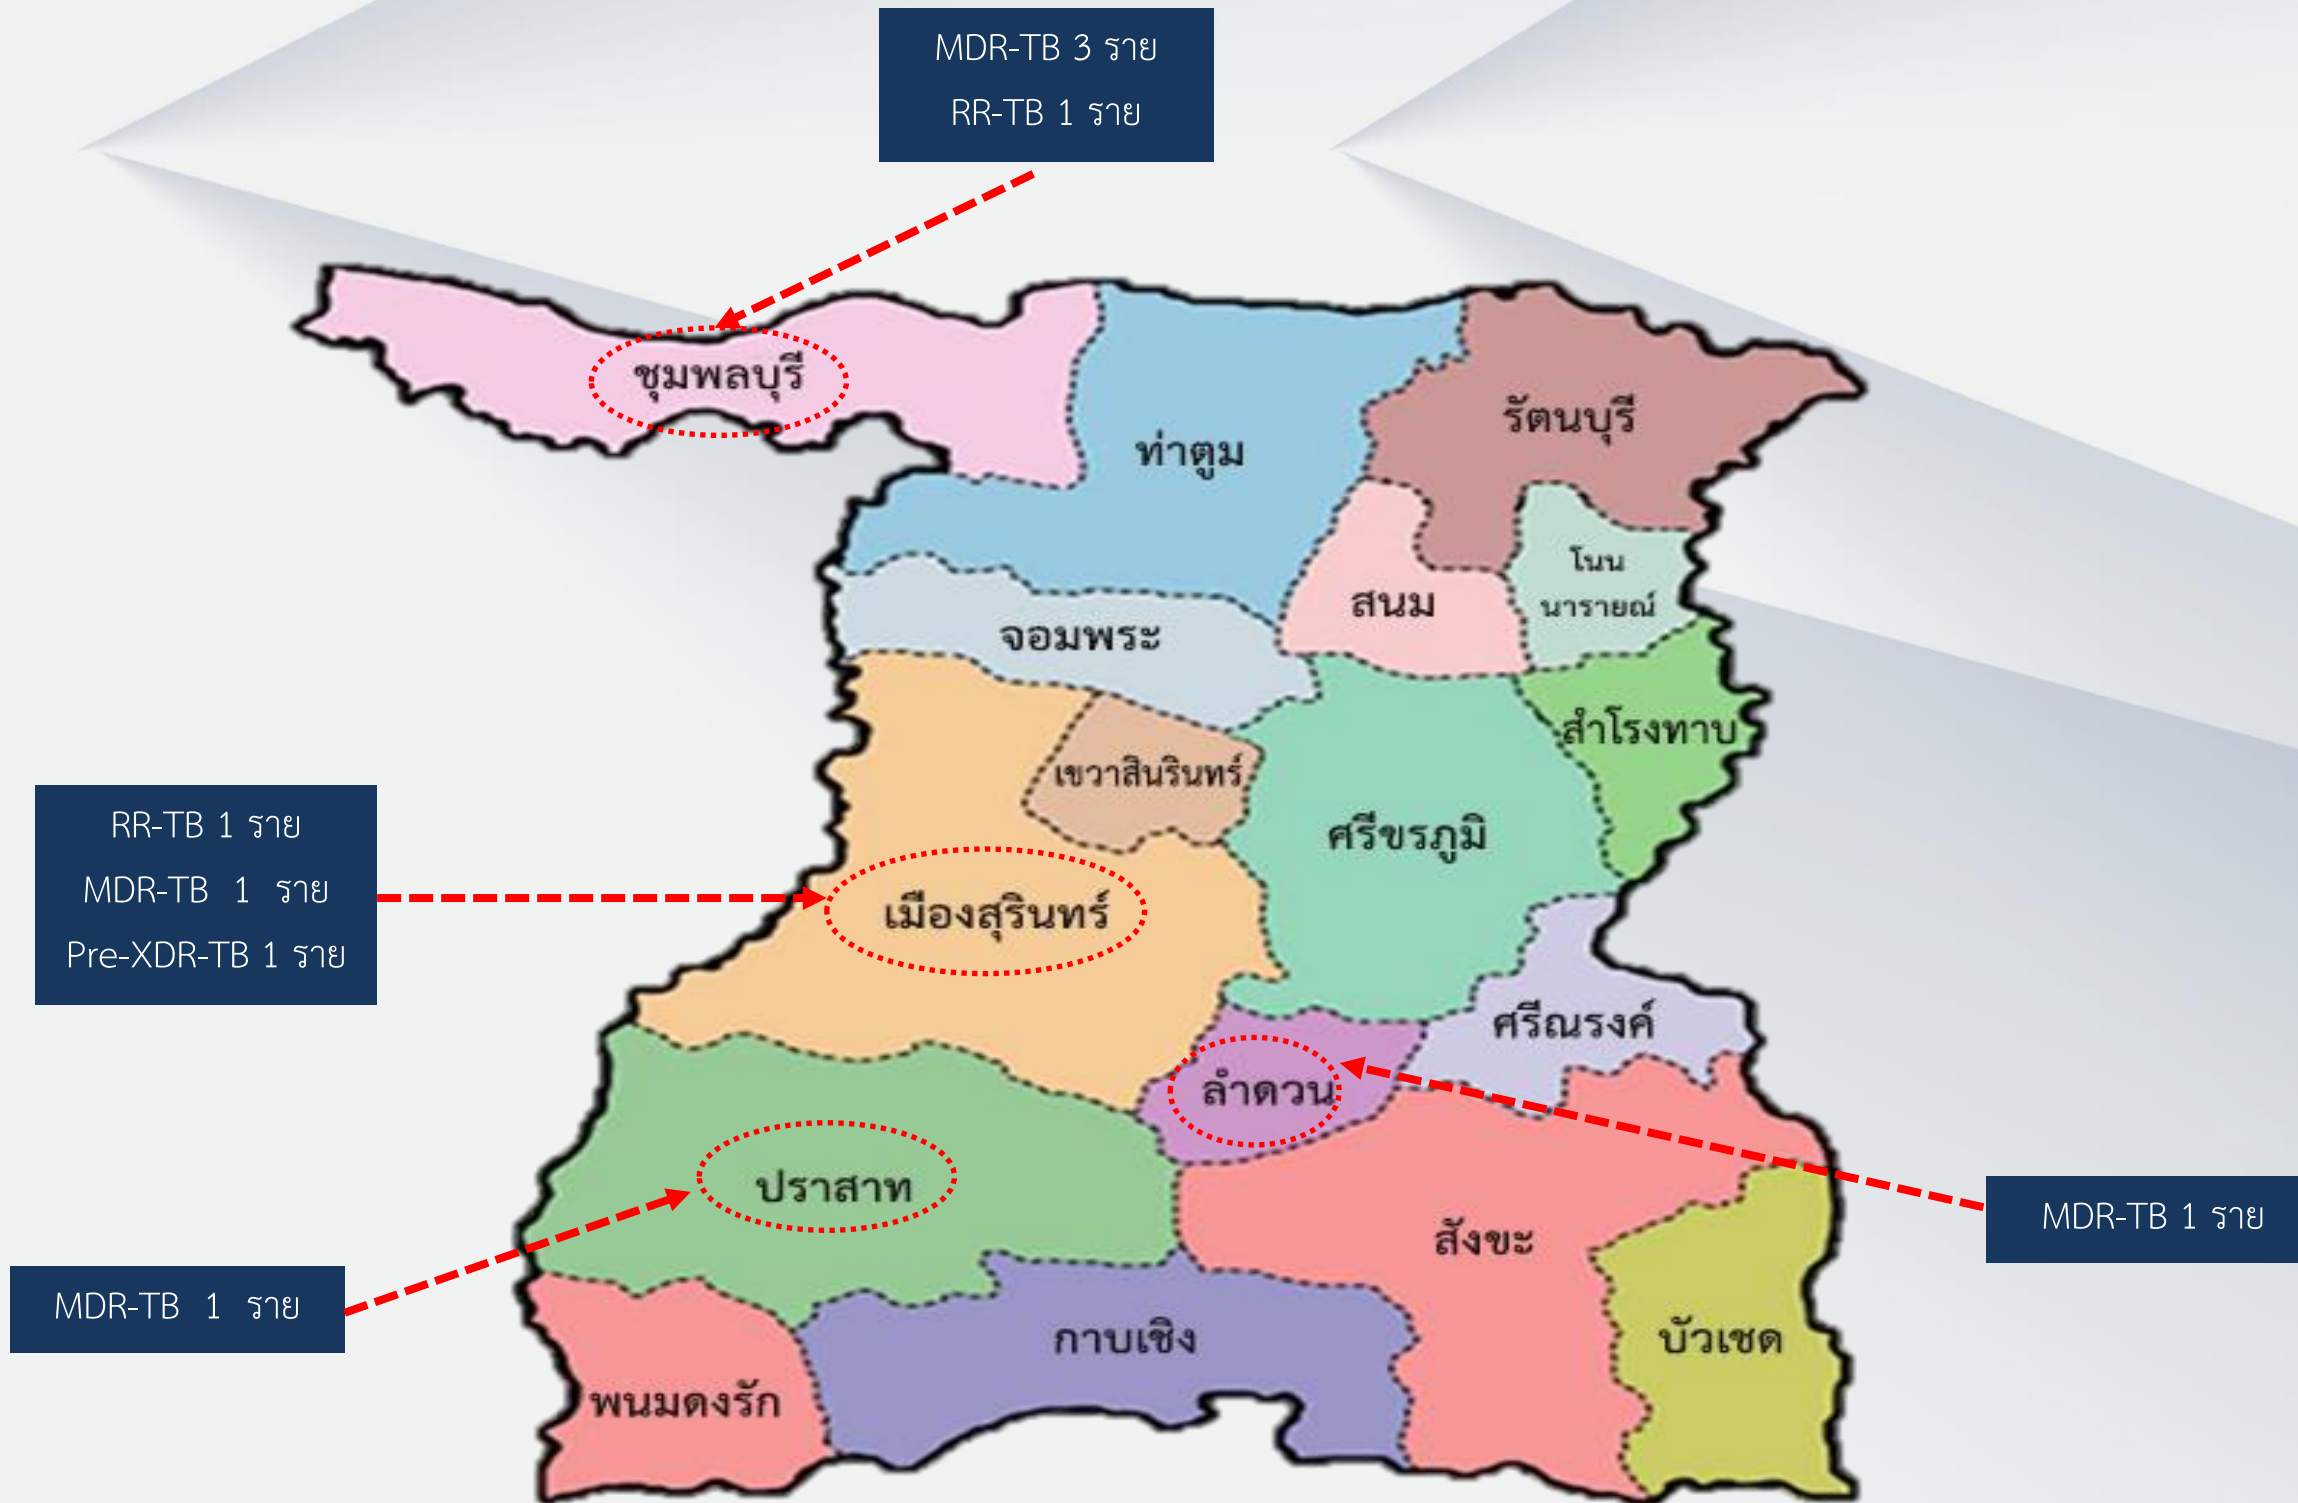 MDR-TB 3 ราย
RR-TB 1 ราย
ชุมพลบุรี
รัตนบุรี
ท่าตูม
โนน
นารายณ์
สนม
จอมพระ
สำโรงทาบ
เขวาสินรินทร์
ศรีขรภูมิ
RR-TB 1 ราย
MDR-TB 1 ราย
Pre-XDR-TB 1 ราย
เมืองสุรินทร์
ศรีณรงค์
ลำดวน
ปราสาท
MDR-TB 1 ราย
สังขะ
MDR-TB 1 ราย
กาบเชิง
บัวเชด
พนมดงรัก